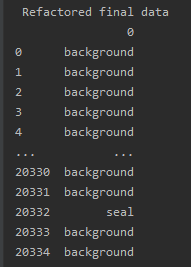 Refactored final data
0
0 background
1 background
2 background
3 background
4 background
... ...
20330 background
20331 background
20332 seal
20333 background
20334 background